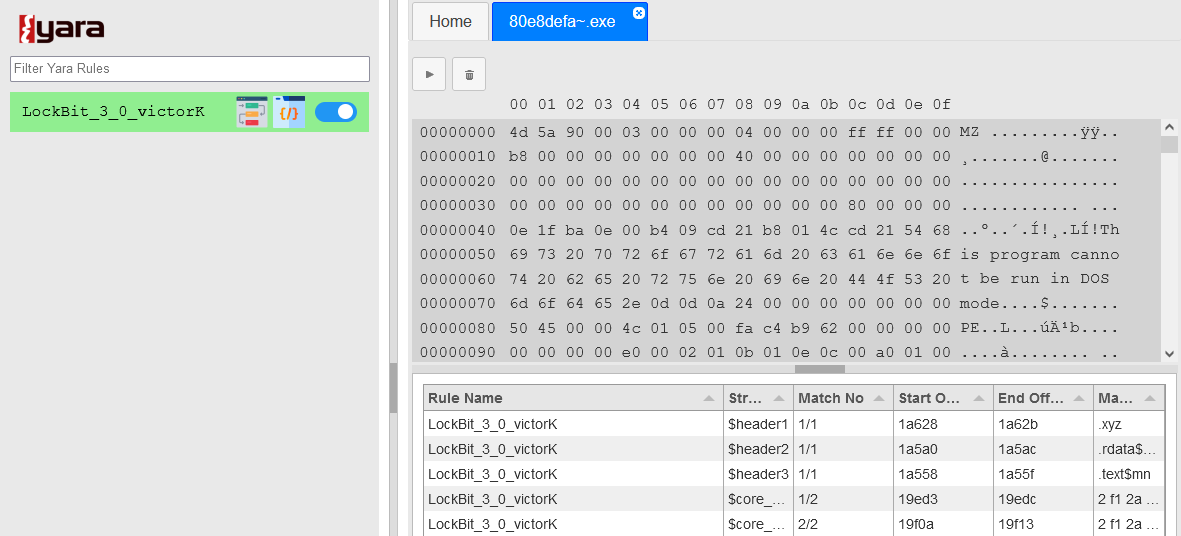 yara
Filter Yara Rules
LockBit_3_0_victorK
{/}
Home
80e8defa~.exe
00 01 02 03 04 05 06 07 08 09 0a 0b 0c 0d 0e 0f
00000000 4d 5a 90 00 03 00 00 00 04 00 00 00 ff ff 00 00 MZ .........ÿÿ..
00000010 b8 00 00 00 00 00 00 00 40 00 00 00 00 00 00 00 ¸.......@.......
00000020 00 00 00 00 00 00 00 00 00 00 00 00 00 00 00 00 ................
00000030 00 00 00 00 00 00 00 00 00 00 00 00 80 00 00 00 ............ ...
00000040 0e 1f ba 0e 00 b4 09 cd 21 b8 01 4c cd 21 54 68 ..º..´.Í!¸.LÍ!Th
00000050 69 73 20 70 72 6f 67 72 61 6d 20 63 61 6e 6e 6f is program canno
00000060 74 20 62 65 20 72 75 6e 20 69 6e 20 44 4f 53 20 t be run in DOS
00000070 6d 6f 64 65 2e 0d 0d 0a 24 00 00 00 00 00 00 00 mode....$.......
00000080 50 45 00 00 4c 01 05 00 fa c4 b9 62 00 00 00 00 PE..L...úÄ¹b....
00000090 00 00 00 00 e0 00 02 01 0b 01 0e 0c 00 a0 01 00 ....à........ ..
Rule Name Str... Match No Start O... End Off... Ma...
LockBit_3_0_victorK $header1 1/1 1a628 1a62b .xyz
LockBit_3_0_victorK $header2 1/1 1a5a0 1a5ac .rdata$...
LockBit_3_0_victorK $header3 1/1 1a558 1a55f .text$mn
LockBit_3_0_victorK $core_... 1/2 19ed3 19edc 2 f1 2a ...
LockBit_3_0_victorK $core_... 2/2 19f0a 19f13 2 f1 2a ...